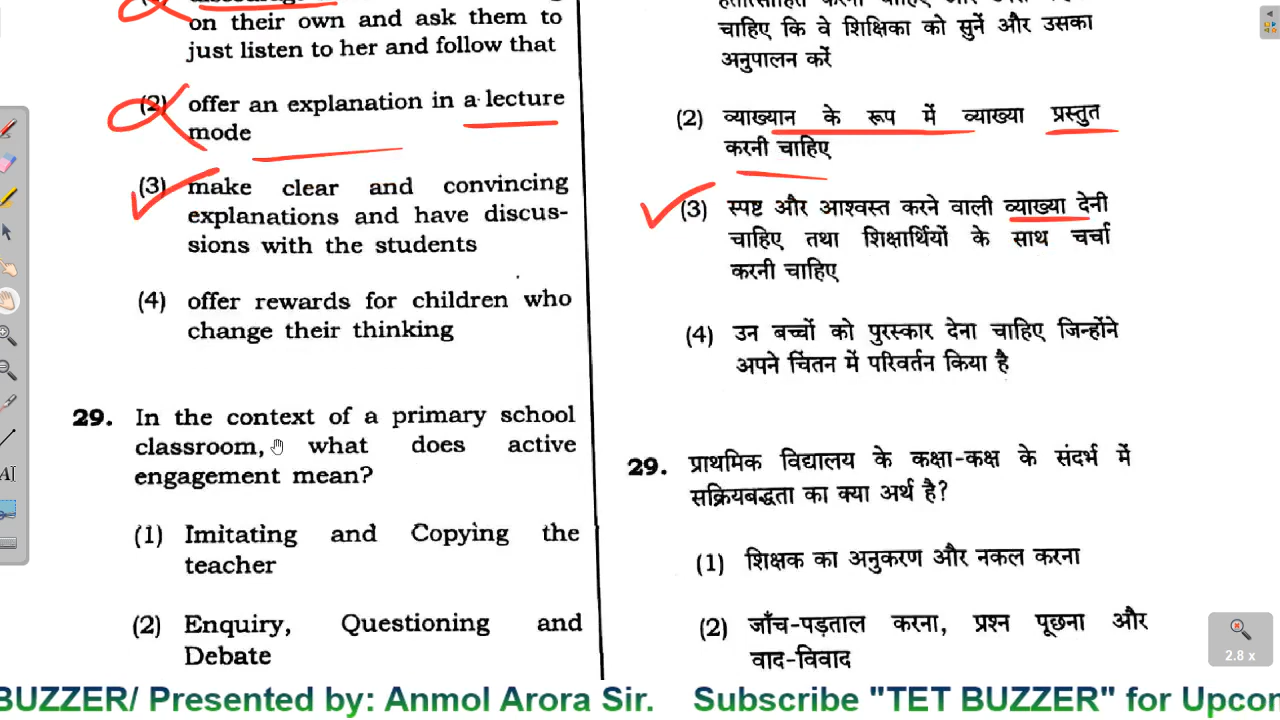 on their own and ask them to
just listen to her and follow that
(2) offer an explanation in a lecture
mode
(3) make clear and convincing
explanations and have discus-
sions with the students
(4) offer rewards for children who
change their thinking
29. In the context of a primary school
classroom, what does active
engagement mean?
(1) Imitating and Copying the
teacher
(2) Enquiry, Questioning and
Debate
चाहिए कि वे शिक्षिका को सुनें और उसका
अनुपालन करें
(2) व्याख्यान के रूप में व्याख्या प्रस्तुत
करनी चाहिए
(3) स्पष्ट और आश्वस्त करने वाली व्याख्या देनी
चाहिए तथा शिक्षार्थियों के साथ चर्चा
करनी चाहिए
(4) उन बच्चों को पुरस्कार देना चाहिए जिन्होंने
अपने चिंतन में परिवर्तन किया है
29. प्राथमिक विद्यालय के कक्षा-कक्ष के संदर्भ में
सक्रियबद्धता का क्या अर्थ है?
(1) शिक्षक का अनुकरण और नकल करना
(2) जाँच-पड़ताल करना, प्रश्न पूछना और
वाद-विवाद
AI
2.8 x
BUZZER/ Presented by: Anmol Arora Sir. Subscribe "TET BUZZER" for Upcon